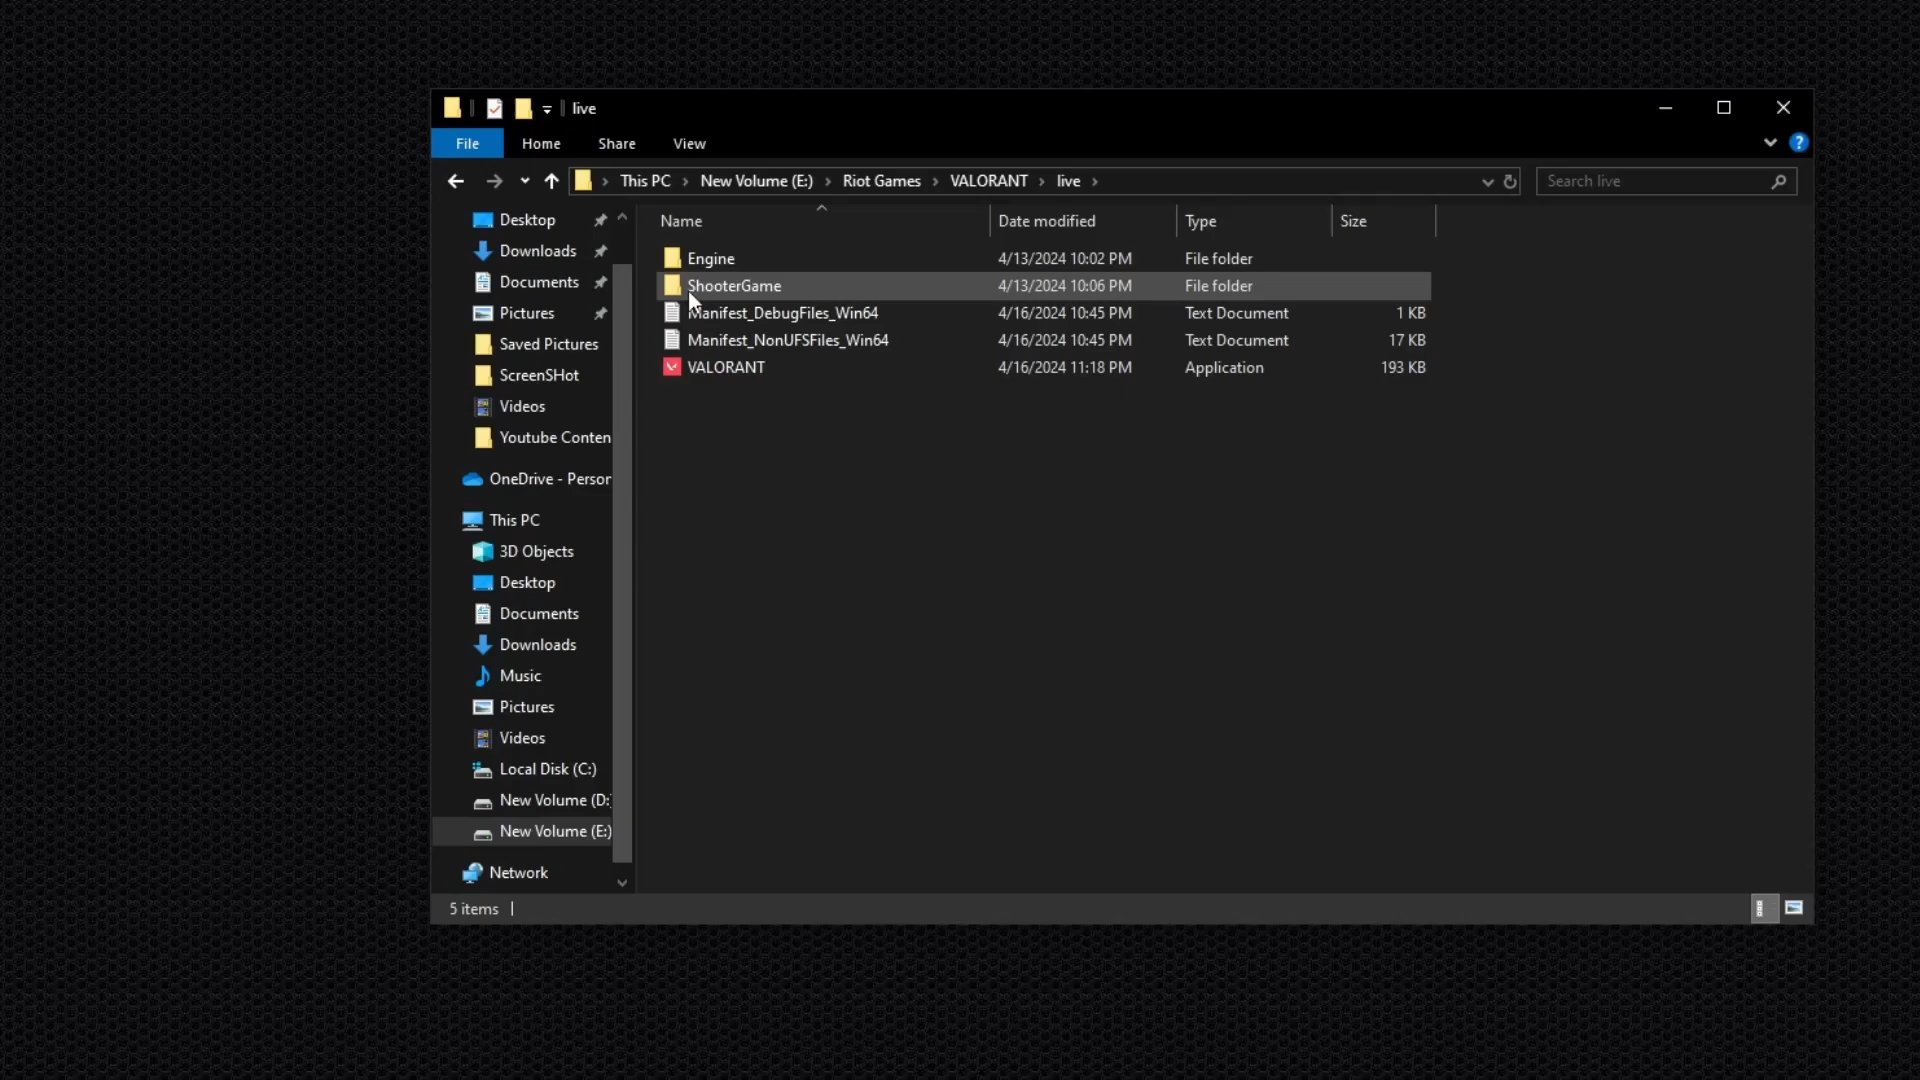 live
File Home Share View
This PC New Volume (E:) Riot Games VALORANT live
Search live
Name Date modified Type Size
Engine 4/13/2024 10:02 PM File folder
ShooterGame 4/13/2024 10:06 PM File folder
Manifest_DebugFiles_Win64 4/16/2024 10:45 PM Text Document 1 KB
Manifest_NonUFSFiles_Win64 4/16/2024 10:45 PM Text Document 17 KB
VALORANT 4/16/2024 11:18 PM Application 193 KB
Desktop
Downloads
Documents
Pictures
Saved Pictures
ScreenSHot
Videos
Youtube Conten
OneDrive - Person
This PC
3D Objects
Desktop
Documents
Downloads
Music
Pictures
Videos
Local Disk (C:)
New Volume (D:)
New Volume (E:)
Network
5 items